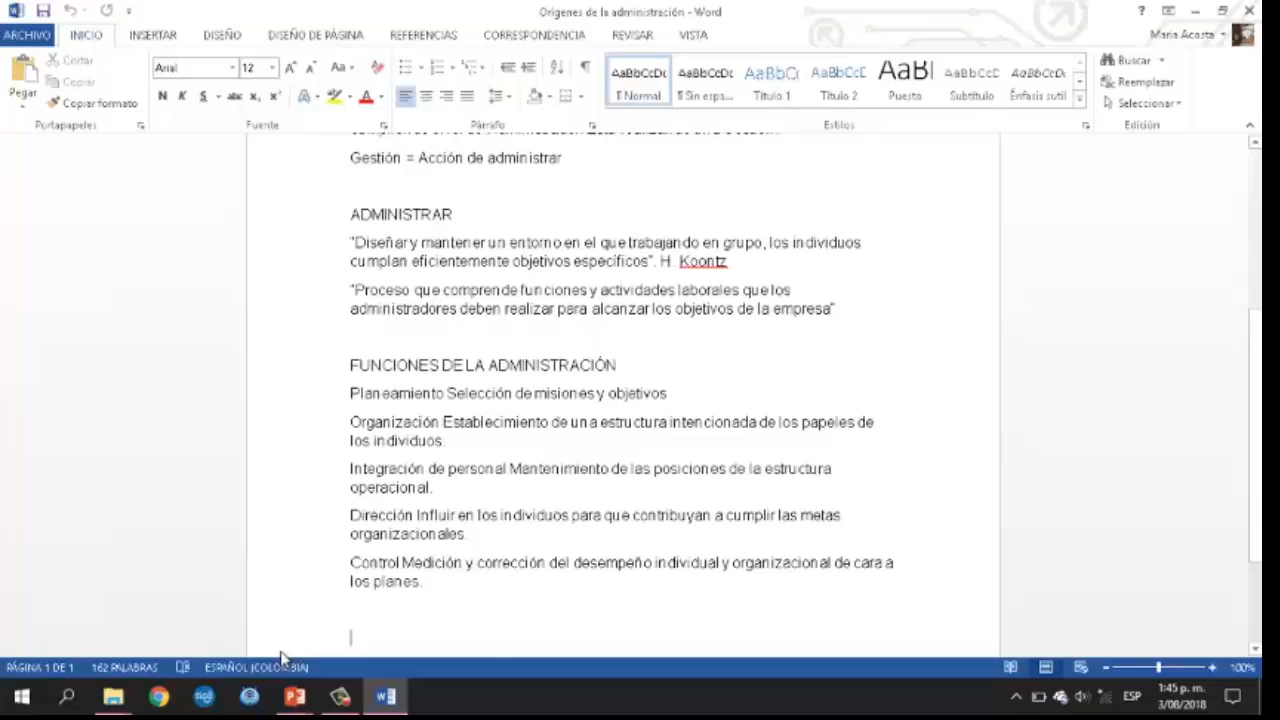 Orígenes de la administración - Word
ARCHIVO INICIO INSERTAR DISEÑO DISEÑO DE PÁGINA REFERENCIAS CORRESPONDENCIA REVISAR VISTA Maria Acosta
Pegar
Cortar
Copiar
Copiar formato
Portapapeles
Arial 12
N K S abc x, x²
Fuente
Párrafo
AaBbCcDc AaBbCcDc AaBbC( AaBbCcC AaBl AaBbCcC AaBbCcDc
¶ Normal ¶ Sin espa... Título 1 Título 2 Puesto Subtítulo Énfasis sutil
Estilos
Buscar
Reemplazar
Seleccionar
Edición
Gestión = Acción de administrar
ADMINISTRAR
"Diseñar y mantener un entorno en el que trabajando en grupo, los individuos
cumplan eficientemente objetivos específicos". H. Koontz
"Proceso que comprende funciones y actividades laborales que los
administradores deben realizar para alcanzar los objetivos de la empresa"
FUNCIONES DE LA ADMINISTRACIÓN
Planeamiento Selección de misiones y objetivos
Organización Establecimiento de una estructura intencionada de los papeles de
los individuos.
Integración de personal Mantenimiento de las posiciones de la estructura
operacional.
Dirección Influir en los individuos para que contribuyan a cumplir las metas
organizacionales.
Control Medición y corrección del desempeño individual y organizacional de cara a
los planes.
PÁGINA 1 DE 1 162 PALABRAS ESPAÑOL (COLOMBIA) 100%
ESP
1:45 p. m.
3/08/2018